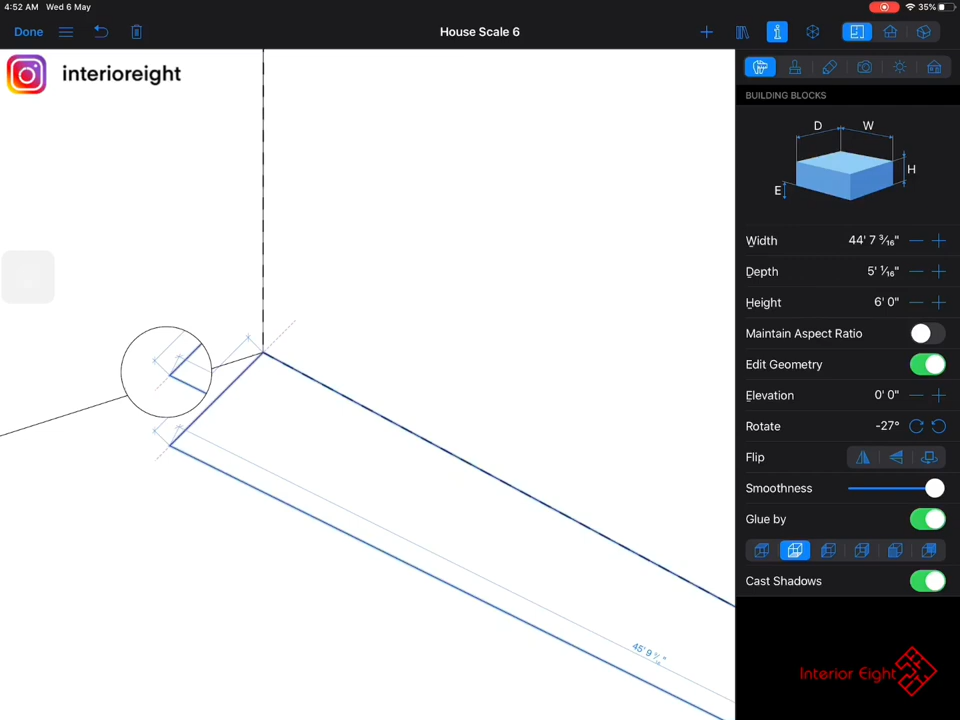 4:52 AM Wed 6 May
35%
Done
House Scale 6
interioreight
BUILDING BLOCKS
D
W
H
E
Width 44' 7 ³⁄₁₆"
Depth 5' ¹⁄₁₆"
Height 6' 0"
Maintain Aspect Ratio
Edit Geometry
Elevation 0' 0"
Rotate -27°
Flip
Smoothness
Glue by
Cast Shadows
Interior Eight